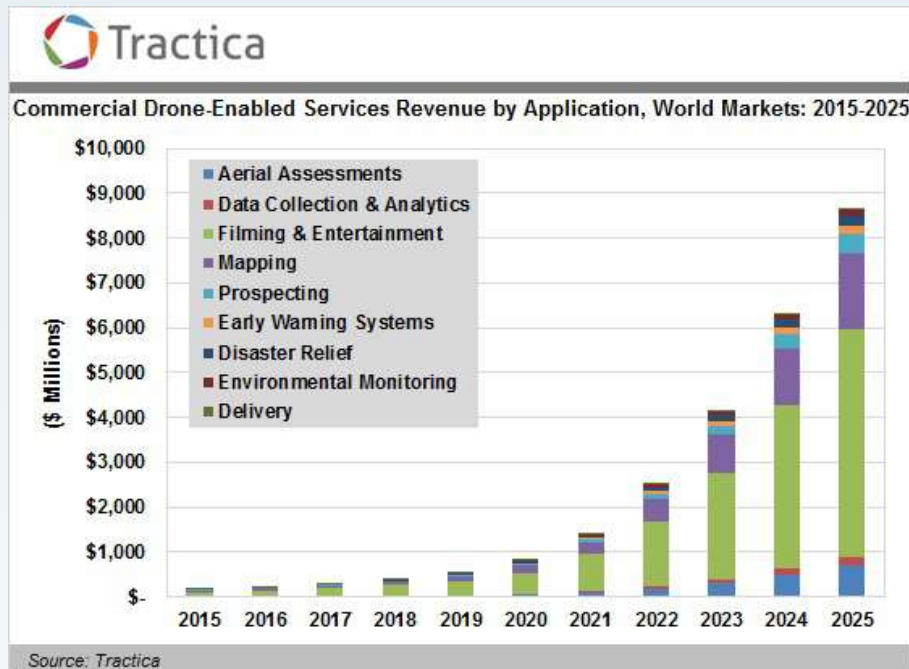 Tractica
Commercial Drone-Enabled Services Revenue by Application, World Markets: 2015-2025
$10,000
$9,000
$8,000
$7,000
$6,000
$5,000
$4,000
$3,000
$2,000
$1,000
$-
($ Millions)
Aerial Assessments
Data Collection & Analytics
Filming & Entertainment
Mapping
Prospecting
Early Warning Systems
Disaster Relief
Environmental Monitoring
Delivery
2015 2016 2017 2018 2019 2020 2021 2022 2023 2024 2025
Source: Tractica